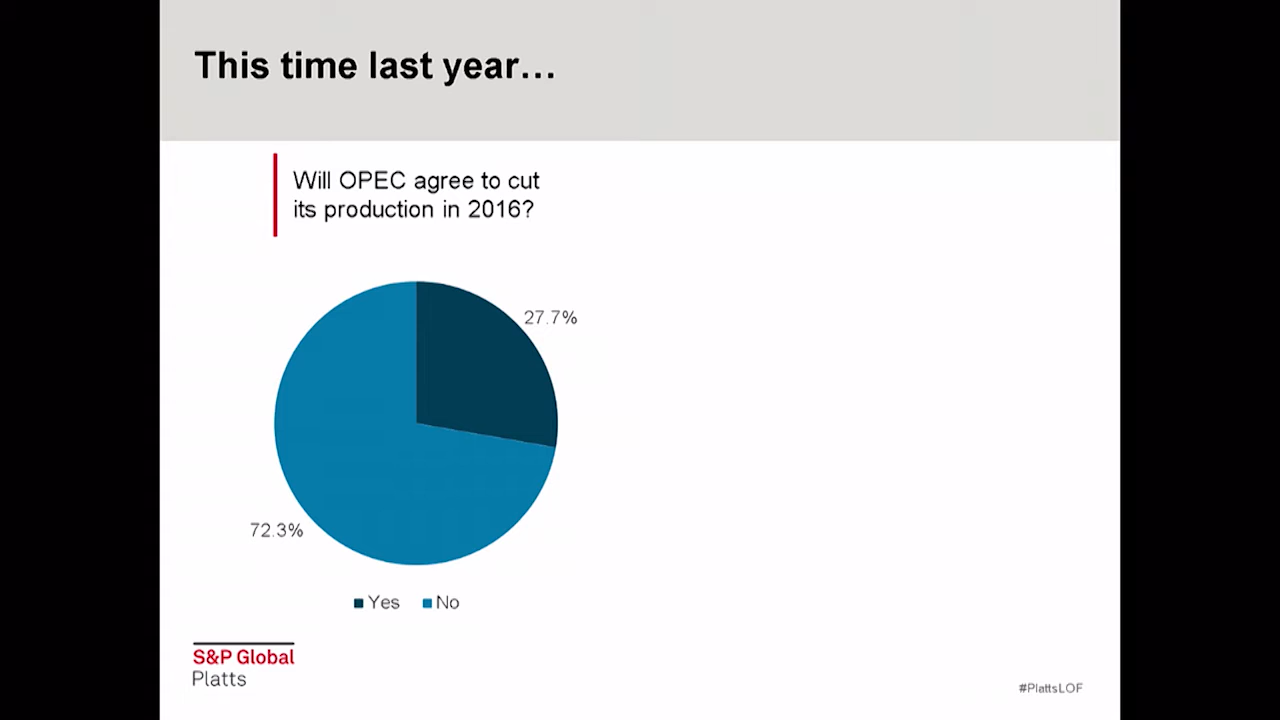 This time last year…
Will OPEC agree to cut
its production in 2016?
27.7%
72.3%
Yes No
S&P Global
Platts
#PlattsLOF